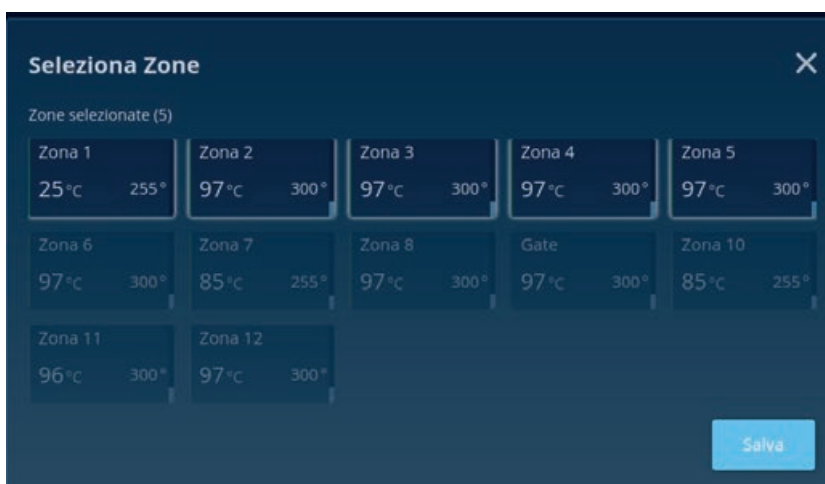 Seleziona Zone
Zone selezionate (5)
Zona 1 Zona 2 Zona 3 Zona 4 Zona 5
25°C 255° 97°C 300° 97°C 300° 97°C 300° 97°C 300°
Zona 6 Zona 7 Zona 8 Gate Zona 10
97°C 300° 85°C 255° 97°C 300° 97°C 300° 85°C 255°
Zona 11 Zona 12
96°C 300° 97°C 300°
Salva